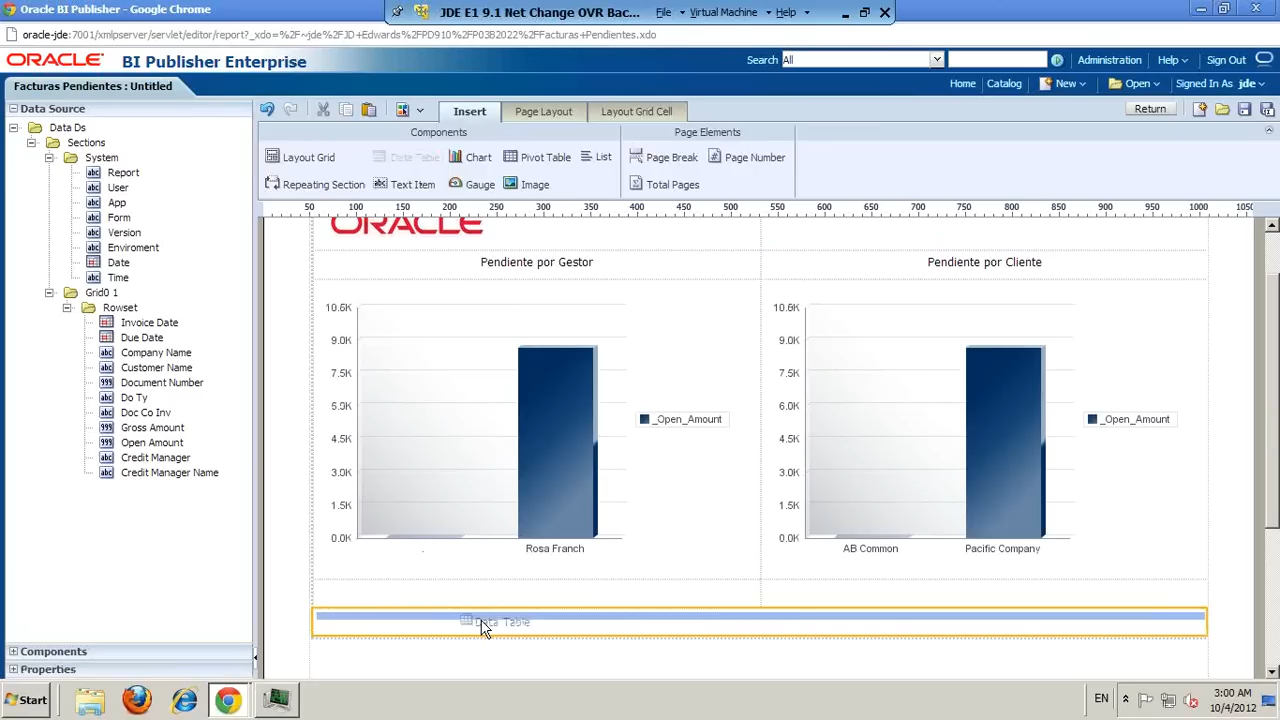 Oracle BI Publisher - Google Chrome
JDE E1 9.1 Net Change OVR Bac... File Virtual Machine Help
oracle-jde:7001/xmlpserver/servlet/editor/report?_xdo=%2F~jde%2FJD+Edwards%2FPD910%2FP03B2022%2FFacturas+Pendientes.xdo
ORACLE BI Publisher Enterprise Search All Administration Help Sign Out
Home Catalog New Open Signed In As jde
Facturas Pendientes : Untitled
Data Source
Insert Page Layout Layout Grid Cell Return
Components Page Elements
Layout Grid Data Table Chart Pivot Table List Page Break Page Number
Repeating Section Text Item Gauge Image Total Pages
50 100 150 200 250 300 350 400 450 500 550 600 650 700 750 800 850 900 950 1000 1050
Data Ds
Sections
System
Report
User
App
Form
Version
Enviroment
Date
Time
Grid0 1
Rowset
Invoice Date
Due Date
Company Name
Customer Name
Document Number
Do Ty
Doc Co Inv
Gross Amount
Open Amount
Credit Manager
Credit Manager Name
Components
Properties
ORACLE
Pendiente por Gestor
10.6K
9.0K
7.5K
5.9K
4.5K
3.0K
1.5K
0.0K
. Rosa Franch
_Open_Amount
Pendiente por Cliente
10.6K
9.0K
7.5K
6.0K
4.5K
3.0K
1.5K
0.0K
AB Common Pacific Company
_Open_Amount
Data Table
Start
EN
3:00 AM
10/4/2012